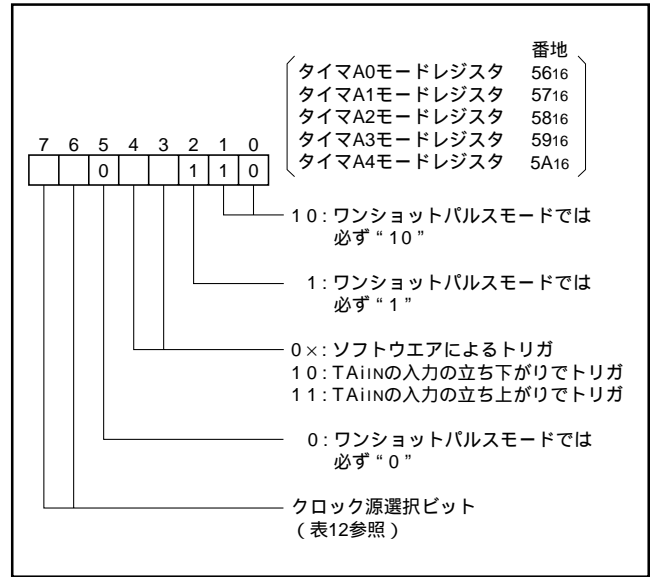 番地
タイマA0モードレジスタ 5616
タイマA1モードレジスタ 5716
タイマA2モードレジスタ 5816
タイマA3モードレジスタ 5916
タイマA4モードレジスタ 5A16
7 6 5 4 3 2 1 0
0 1 1 0
1 0 : ワンショットパルスモードでは
必ず“ 10 ”
1 : ワンショットパルスモードでは
必ず“ 1 ”
0 × : ソフトウエアによるトリガ
1 0 : TAiINの入力の立ち下がりでトリガ
1 1 : TAiINの入力の立ち上がりでトリガ
0 : ワンショットパルスモードでは
必ず“ 0 ”
クロック源選択ビット
( 表12参照 )